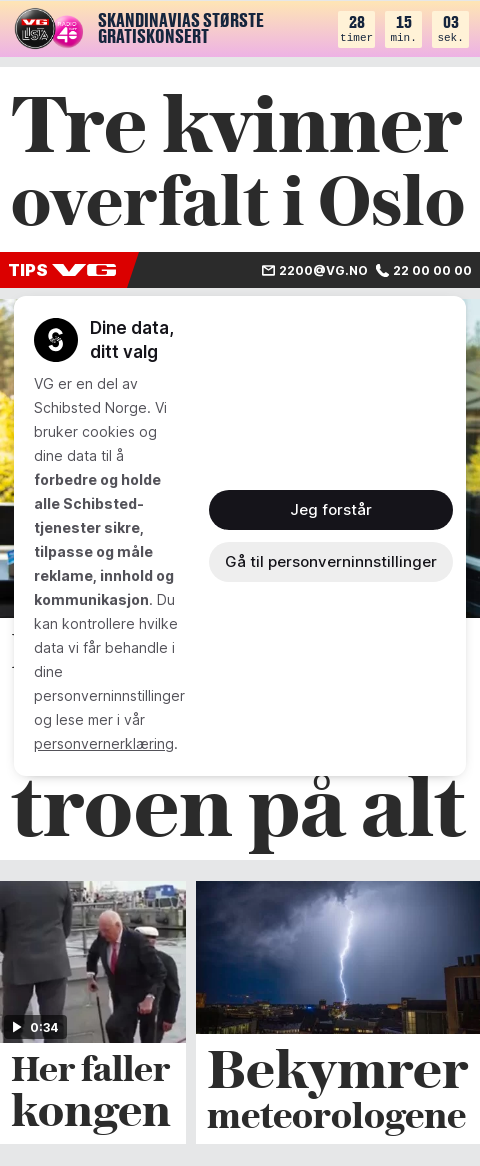 VG LISTA
RADIO 4
SKANDINAVIAS STØRSTE
GRATISKONSERT
28 timer
15 min.
03 sek.
Tre kvinner
overfalt i Oslo
TIPS VG
2200@VG.NO
22 00 00 00
Dine data,
ditt valg
VG er en del av
Schibsted Norge. Vi
bruker cookies og
dine data til å
forbedre og holde
alle Schibsted-
tjenester sikre,
tilpasse og måle
reklame, innhold og
kommunikasjon. Du
kan kontrollere hvilke
data vi får behandle i
dine
personverninnstillinger
og lese mer i vår
personvernerklæring.
Jeg forstår
Gå til personverninnstillinger
troen på alt
0:34
Her faller
kongen
Bekymrer
meteorologene